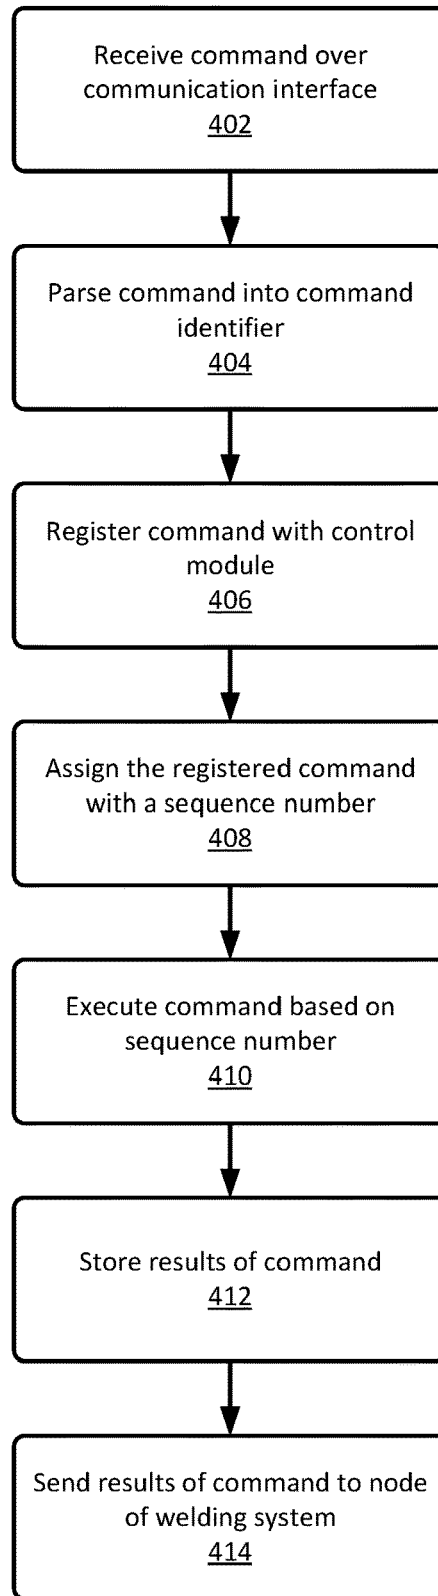 Receive command over
communication interface
402
Parse command into command
identifier
404
Register command with control
module
406
Assign the registered command
with a sequence number
408
Execute command based on
sequence number
410
Store results of command
412
Send results of command to node
of welding system
414